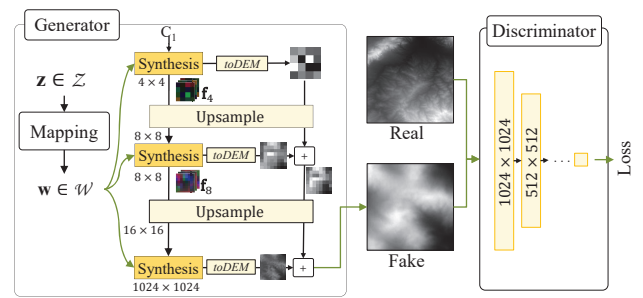 Generator
C₁
z ∈ 𝒵
Synthesis
toDEM
4 × 4
f₄
Upsample
Mapping
8 × 8
Synthesis
toDEM
+
w ∈ 𝒲
8 × 8
f₈
Upsample
16 × 16
Synthesis
toDEM
+
1024 × 1024
Real
Fake
Discriminator
1024 × 1024
512 × 512
. . .
Loss